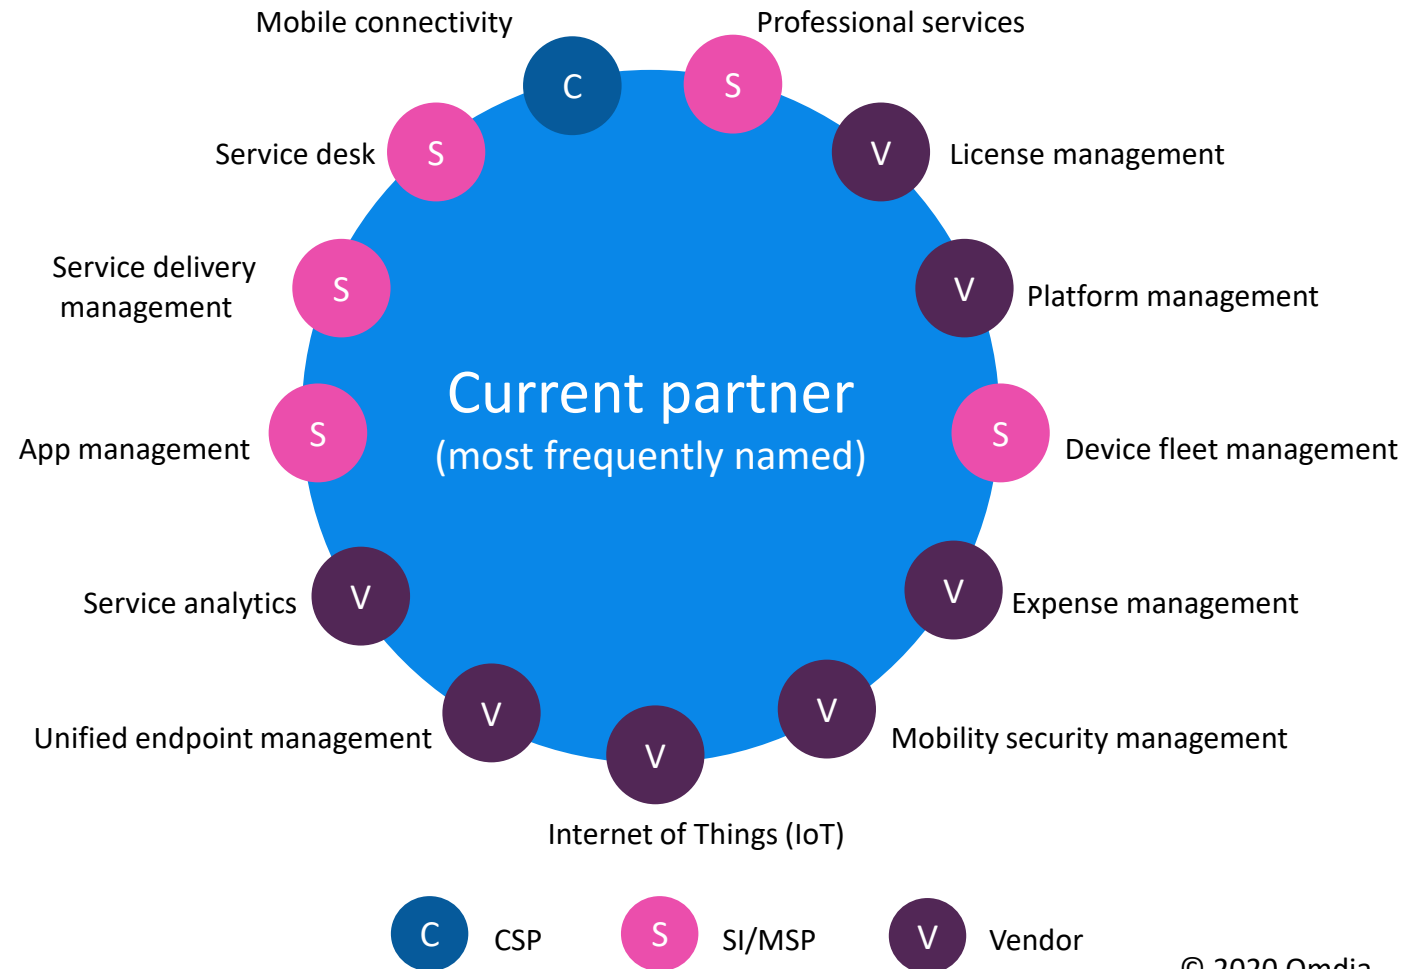 Mobile connectivity
Professional services
C
S
Service desk
S
V
License management
Service delivery
management
S
V
Platform management
Current partner
(most frequently named)
App management
S
S
Device fleet management
Service analytics
V
V
Expense management
Unified endpoint management
V
V
Mobility security management
V
Internet of Things (IoT)
C
CSP
S
SI/MSP
V
Vendor
© 2020 Omdia